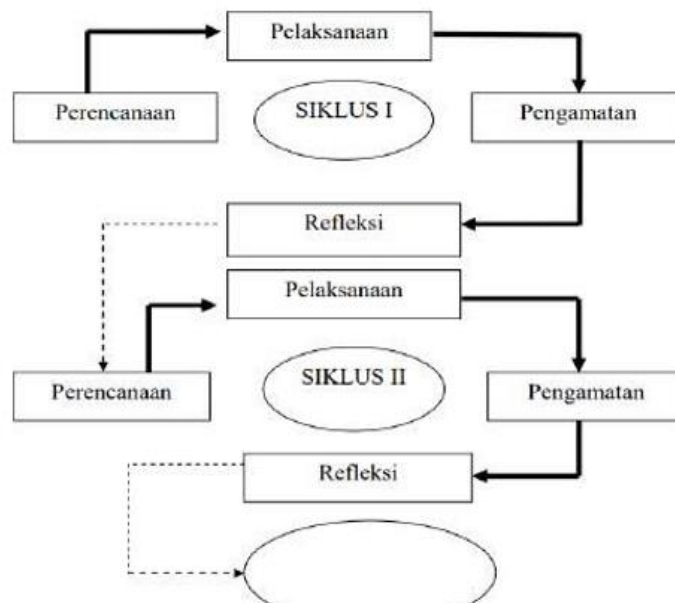 Pelaksanaan
Perencanaan
SIKLUS I
Pengamatan
Refleksi
Pelaksanaan
Perencanaan
SIKLUS II
Pengamatan
Refleksi